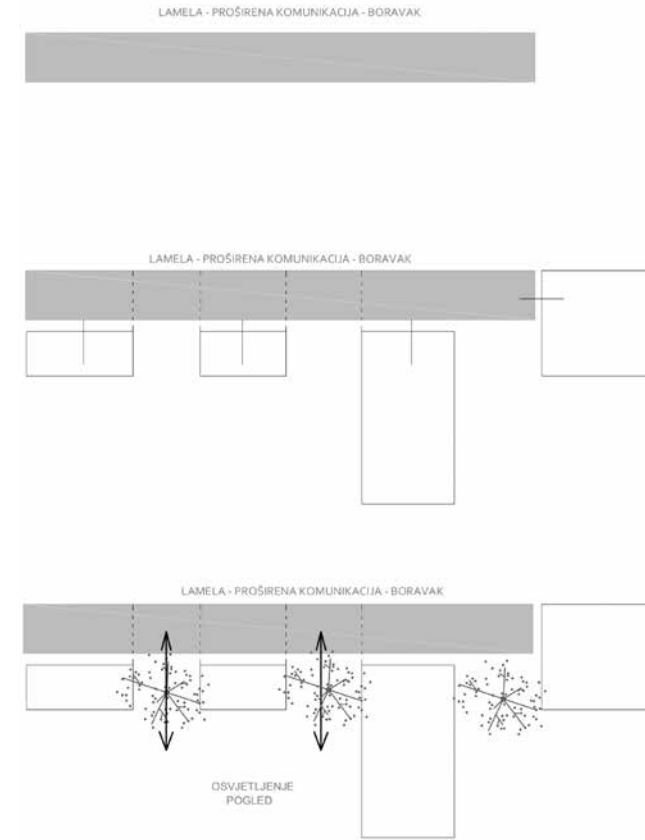 LAMELA - PROŠIRENA KOMUNIKACIJA - BORAVAK
LAMELA - PROŠIRENA KOMUNIKACIJA - BORAVAK
LAMELA - PROŠIRENA KOMUNIKACIJA - BORAVAK
OSVJETLJENJE
POGLED